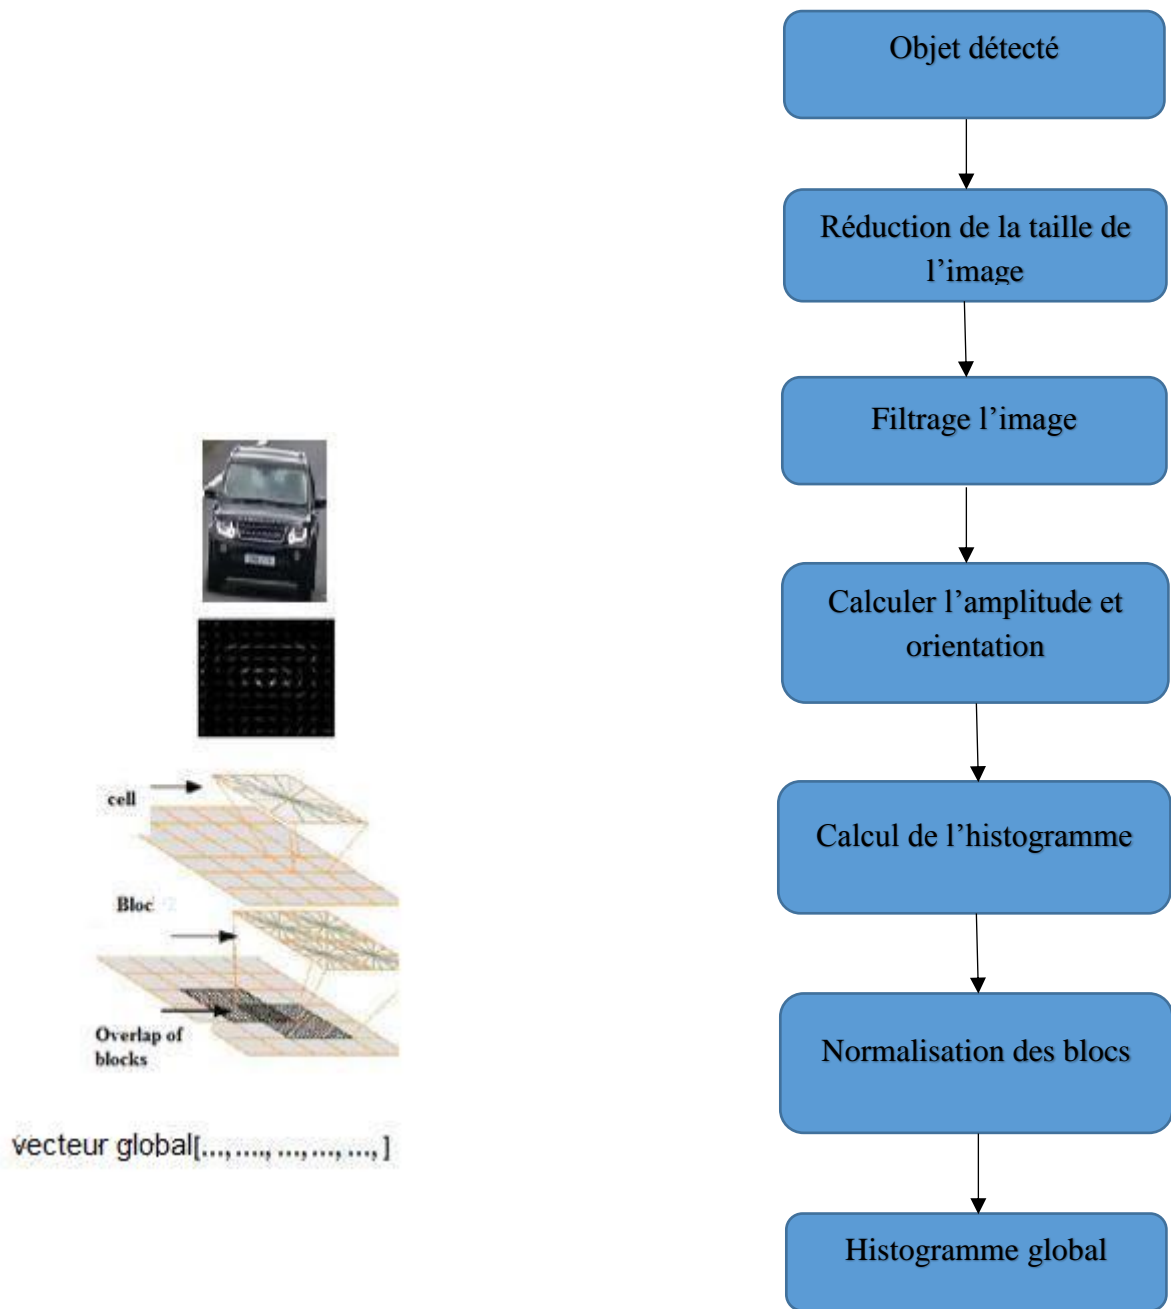 Objet détecté
Réduction de la taille de
l’image
Filtrage l’image
Calculer l’amplitude et
orientation
Calcul de l’histogramme
Normalisation des blocs
Histogramme global
cell
Bloc
Overlap of
blocks
vecteur global[..., ...., ..., ..., ..., ]